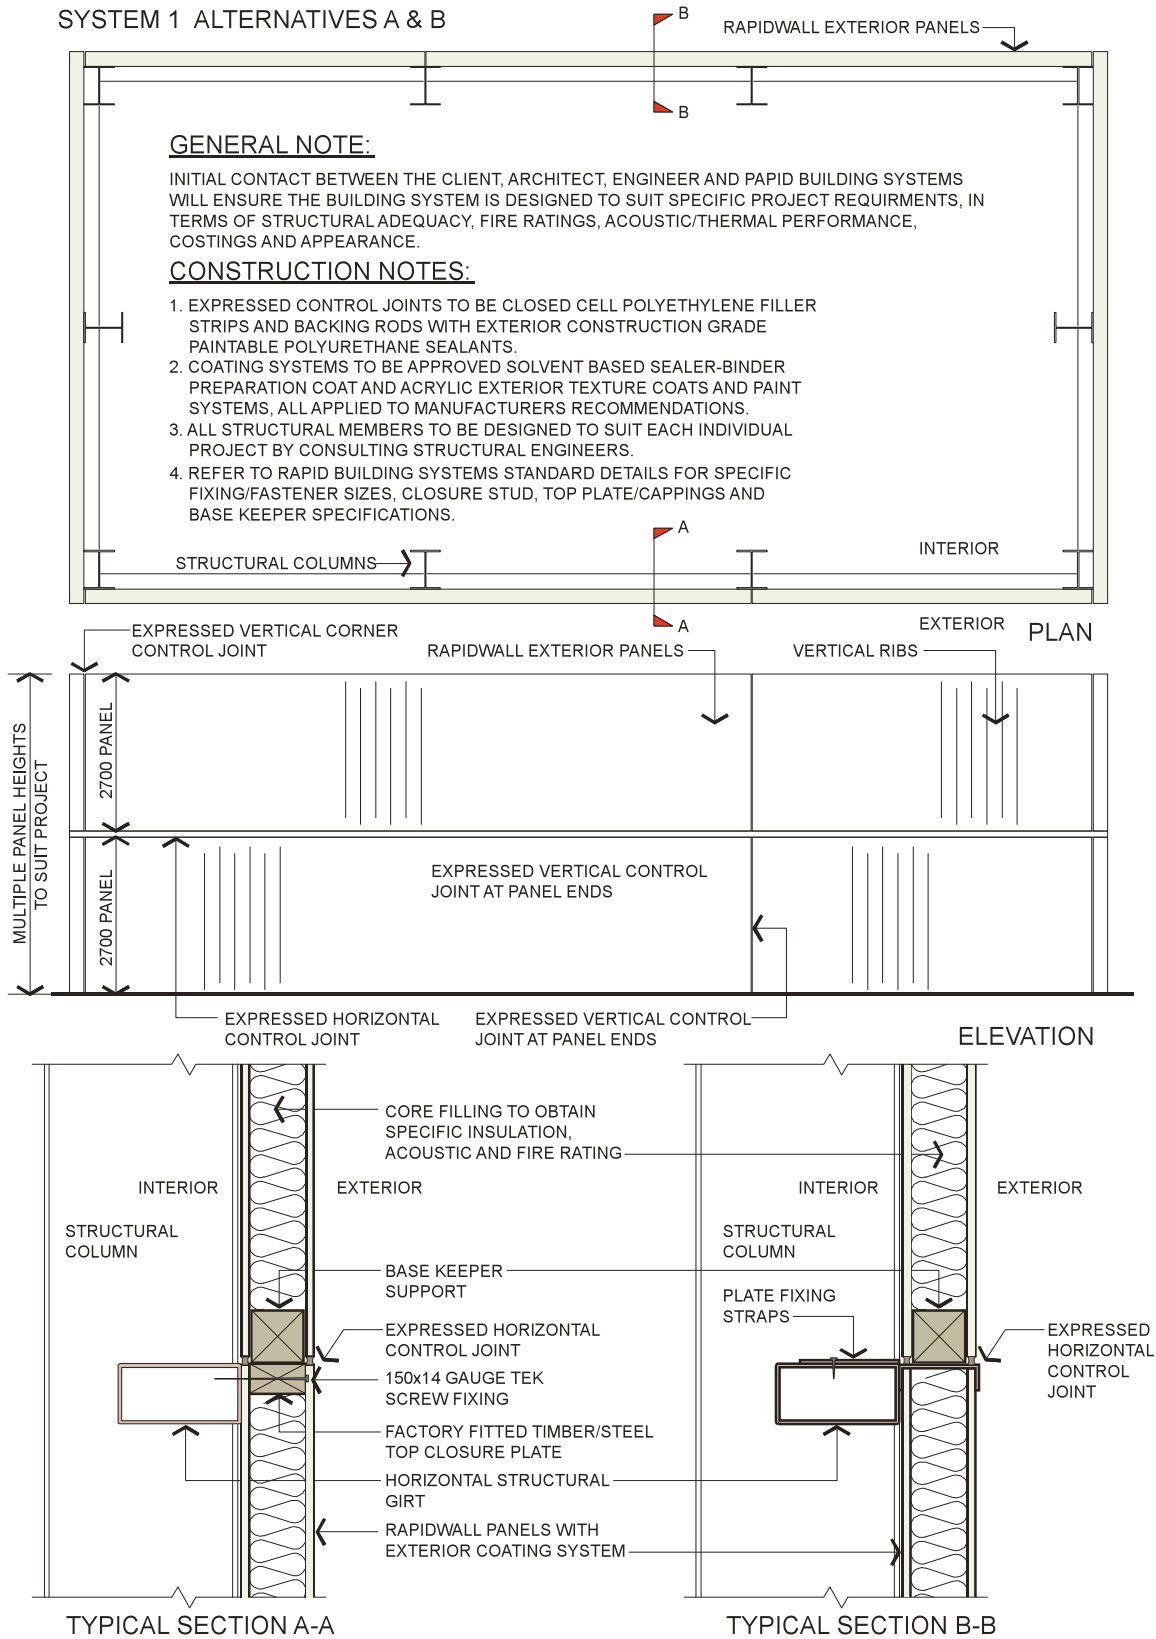 SYSTEM 1 ALTERNATIVES A & B
B
RAPIDWALL EXTERIOR PANELS
B
GENERAL NOTE:
INITIAL CONTACT BETWEEN THE CLIENT, ARCHITECT, ENGINEER AND PAPID BUILDING SYSTEMS
WILL ENSURE THE BUILDING SYSTEM IS DESIGNED TO SUIT SPECIFIC PROJECT REQUIRMENTS, IN
TERMS OF STRUCTURAL ADEQUACY, FIRE RATINGS, ACOUSTIC/THERMAL PERFORMANCE,
COSTINGS AND APPEARANCE.
CONSTRUCTION NOTES:
1. EXPRESSED CONTROL JOINTS TO BE CLOSED CELL POLYETHYLENE FILLER
STRIPS AND BACKING RODS WITH EXTERIOR CONSTRUCTION GRADE
PAINTABLE POLYURETHANE SEALANTS.
2. COATING SYSTEMS TO BE APPROVED SOLVENT BASED SEALER-BINDER
PREPARATION COAT AND ACRYLIC EXTERIOR TEXTURE COATS AND PAINT
SYSTEMS, ALL APPLIED TO MANUFACTURERS RECOMMENDATIONS.
3. ALL STRUCTURAL MEMBERS TO BE DESIGNED TO SUIT EACH INDIVIDUAL
PROJECT BY CONSULTING STRUCTURAL ENGINEERS.
4. REFER TO RAPID BUILDING SYSTEMS STANDARD DETAILS FOR SPECIFIC
FIXING/FASTENER SIZES, CLOSURE STUD, TOP PLATE/CAPPINGS AND
BASE KEEPER SPECIFICATIONS.
A
STRUCTURAL COLUMNS
INTERIOR
A
EXTERIOR
PLAN
EXPRESSED VERTICAL CORNER
CONTROL JOINT
RAPIDWALL EXTERIOR PANELS
VERTICAL RIBS
MULTIPLE PANEL HEIGHTS
TO SUIT PROJECT
2700 PANEL
2700 PANEL
EXPRESSED VERTICAL CONTROL
JOINT AT PANEL ENDS
EXPRESSED HORIZONTAL
CONTROL JOINT
EXPRESSED VERTICAL CONTROL
JOINT AT PANEL ENDS
ELEVATION
CORE FILLING TO OBTAIN
SPECIFIC INSULATION,
ACOUSTIC AND FIRE RATING
INTERIOR
EXTERIOR
INTERIOR
EXTERIOR
STRUCTURAL
COLUMN
STRUCTURAL
COLUMN
BASE KEEPER
SUPPORT
PLATE FIXING
STRAPS
EXPRESSED HORIZONTAL
CONTROL JOINT
EXPRESSED
HORIZONTAL
CONTROL
JOINT
150x14 GAUGE TEK
SCREW FIXING
FACTORY FITTED TIMBER/STEEL
TOP CLOSURE PLATE
HORIZONTAL STRUCTURAL
GIRT
RAPIDWALL PANELS WITH
EXTERIOR COATING SYSTEM
TYPICAL SECTION A-A
TYPICAL SECTION B-B